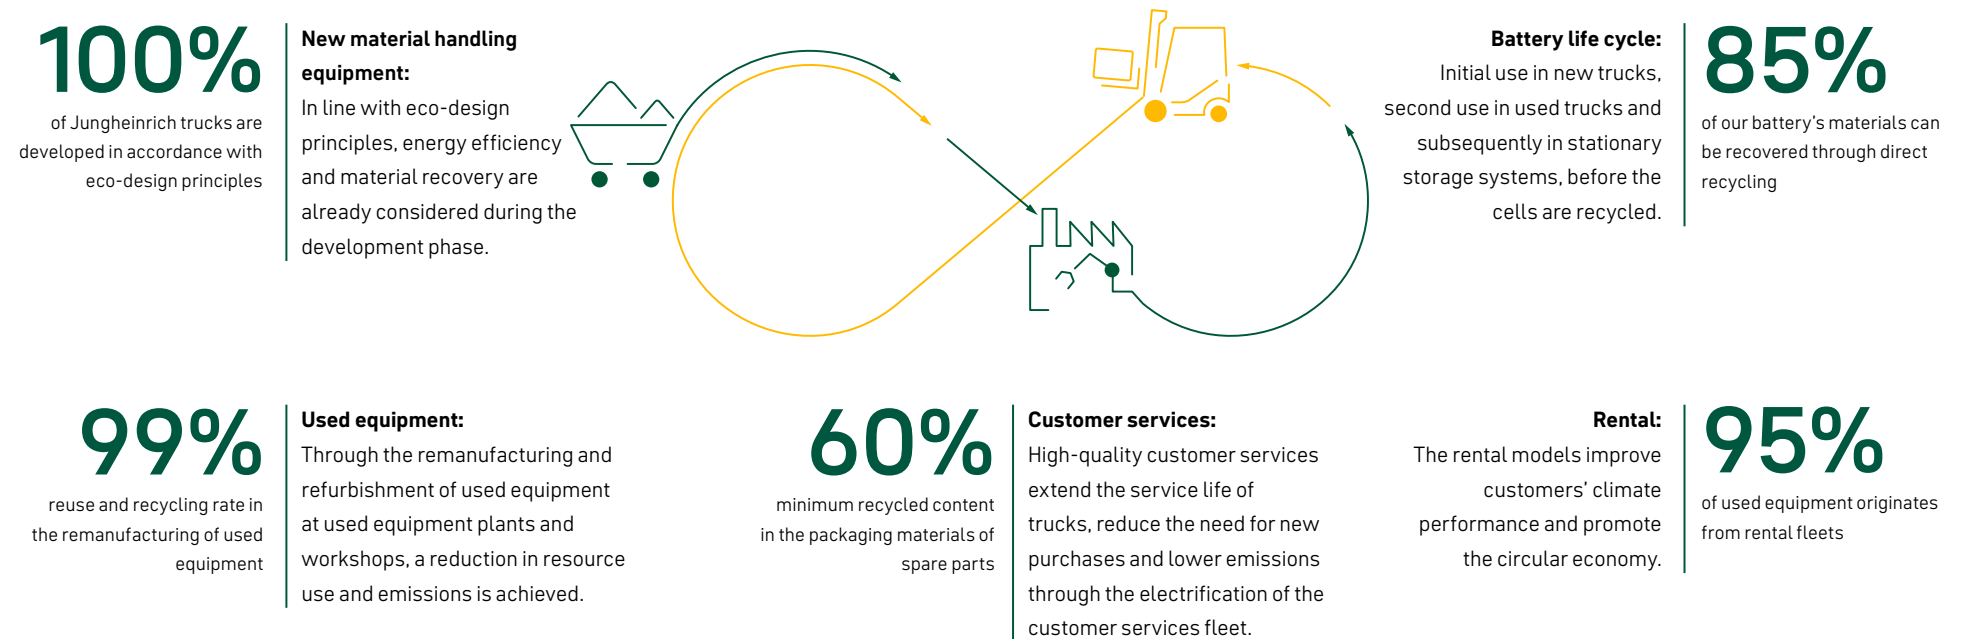 100%
of Jungheinrich trucks are
developed in accordance with
eco-design principles
New material handling
equipment:
In line with eco-design
principles, energy efficiency
and material recovery are
already considered during the
development phase.
Battery life cycle:
Initial use in new trucks,
second use in used trucks and
subsequently in stationary
storage systems, before the
cells are recycled.
85%
of our battery’s materials can
be recovered through direct
recycling
99%
reuse and recycling rate in
the remanufacturing of used
equipment
Used equipment:
Through the remanufacturing and
refurbishment of used equipment
at used equipment plants and
workshops, a reduction in resource
use and emissions is achieved.
60%
minimum recycled content
in the packaging materials of
spare parts
Customer services:
High-quality customer services
extend the service life of
trucks, reduce the need for new
purchases and lower emissions
through the electrification of the
customer services fleet.
Rental:
The rental models improve
customers’ climate
performance and promote
the circular economy.
95%
of used equipment originates
from rental fleets